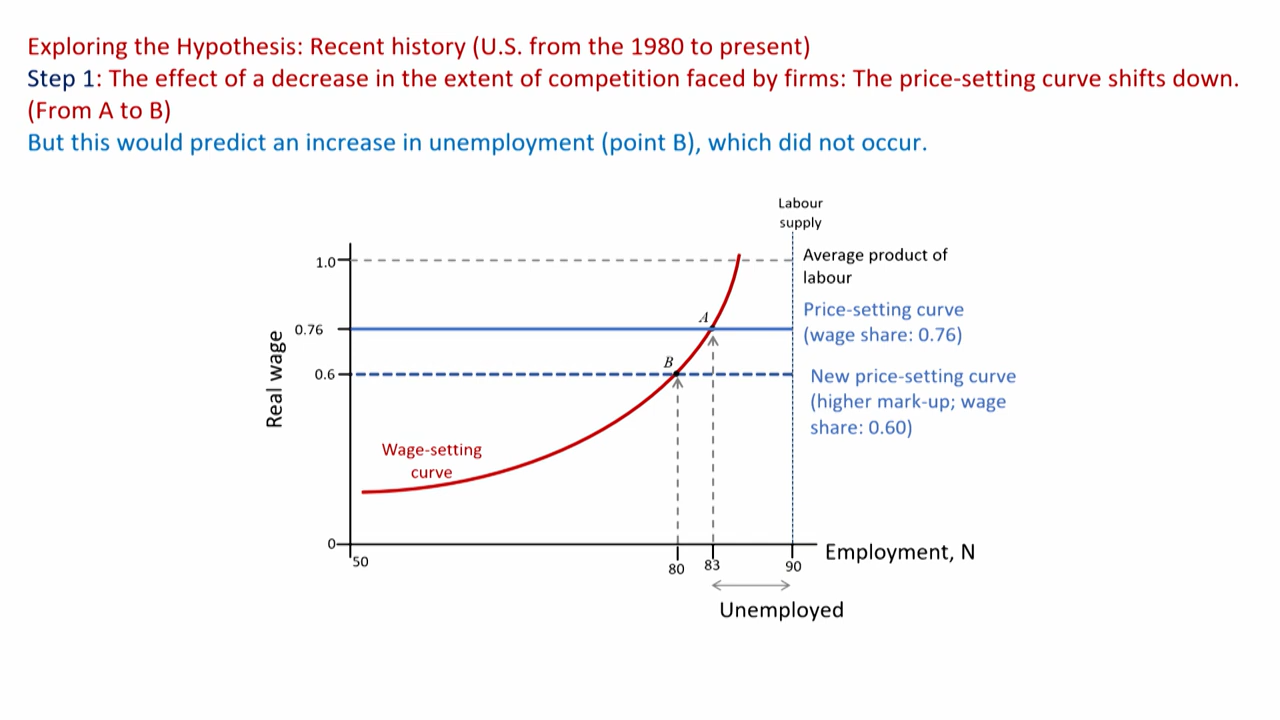 Exploring the Hypothesis: Recent history (U.S. from the 1980 to present)
Step 1: The effect of a decrease in the extent of competition faced by firms: The price-setting curve shifts down.
(From A to B)
But this would predict an increase in unemployment (point B), which did not occur.
Labour
supply
1.0
Average product of
labour
Price-setting curve
(wage share: 0.76)
A
0.76
B
0.6
New price-setting curve
(higher mark-up; wage
share: 0.60)
Real wage
Wage-setting
curve
0
50
80
83
90
Employment, N
Unemployed